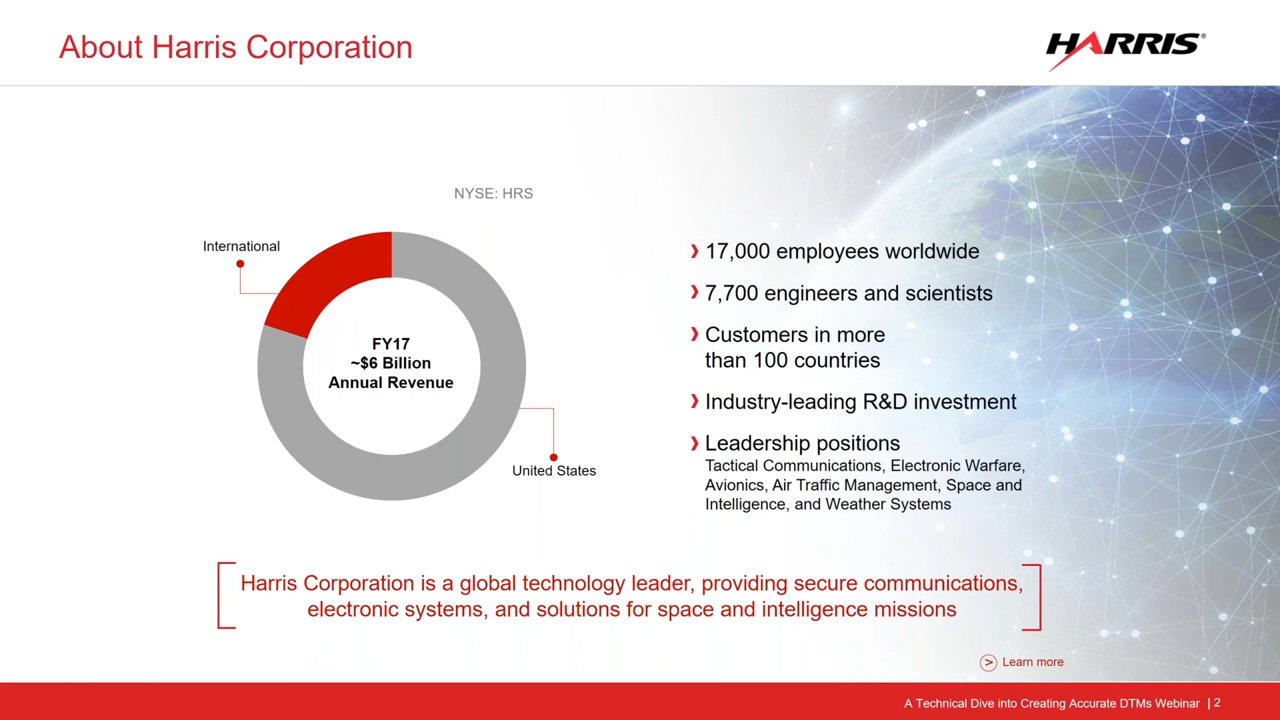 About Harris Corporation
HARRIS®
NYSE: HRS
International
FY17
~$6 Billion
Annual Revenue
United States
17,000 employees worldwide
7,700 engineers and scientists
Customers in more
than 100 countries
Industry-leading R&D investment
Leadership positions
Tactical Communications, Electronic Warfare,
Avionics, Air Traffic Management, Space and
Intelligence, and Weather Systems
Harris Corporation is a global technology leader, providing secure communications,
electronic systems, and solutions for space and intelligence missions
> Learn more
A Technical Dive into Creating Accurate DTMs Webinar | 2